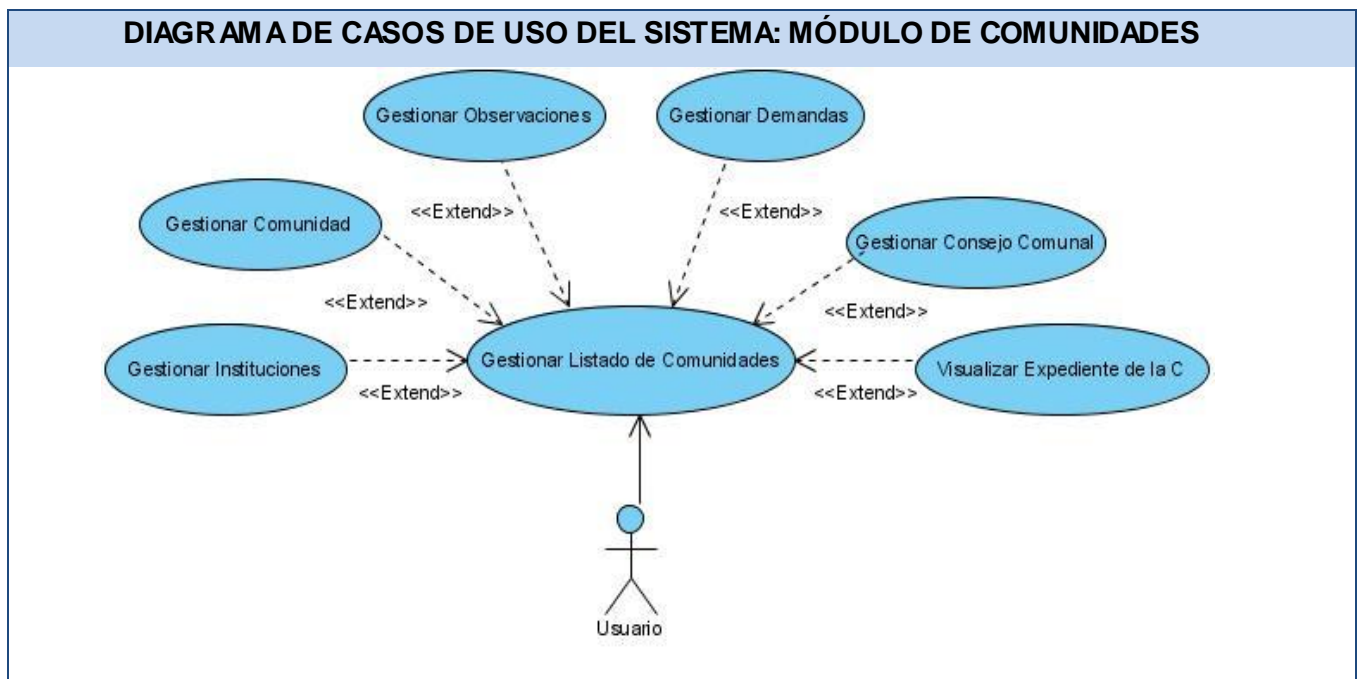 DIAGRAMA DE CASOS DE USO DEL SISTEMA: MÓDULO DE COMUNIDADES
Gestionar Observaciones
Gestionar Demandas
<<Extend>>
<<Extend>>
Gestionar Comunidad
Gestionar Consejo Comunal
<<Extend>>
<<Extend>>
Gestionar Instituciones
Gestionar Listado de Comunidades
Visualizar Expediente de la C
<<Extend>>
<<Extend>>
Usuario